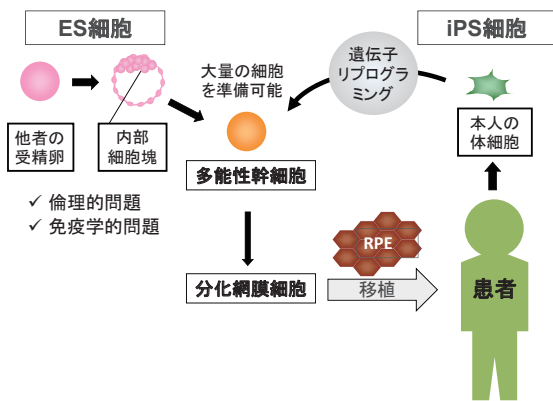 ES細胞
iPS細胞
大量の細胞
を準備可能
遺伝子
リプログラ
ミング
他者の
受精卵
内部
細胞塊
本人の
体細胞
多能性幹細胞
✓ 倫理的問題
✓ 免疫学的問題
RPE
分化網膜細胞
移植
患者